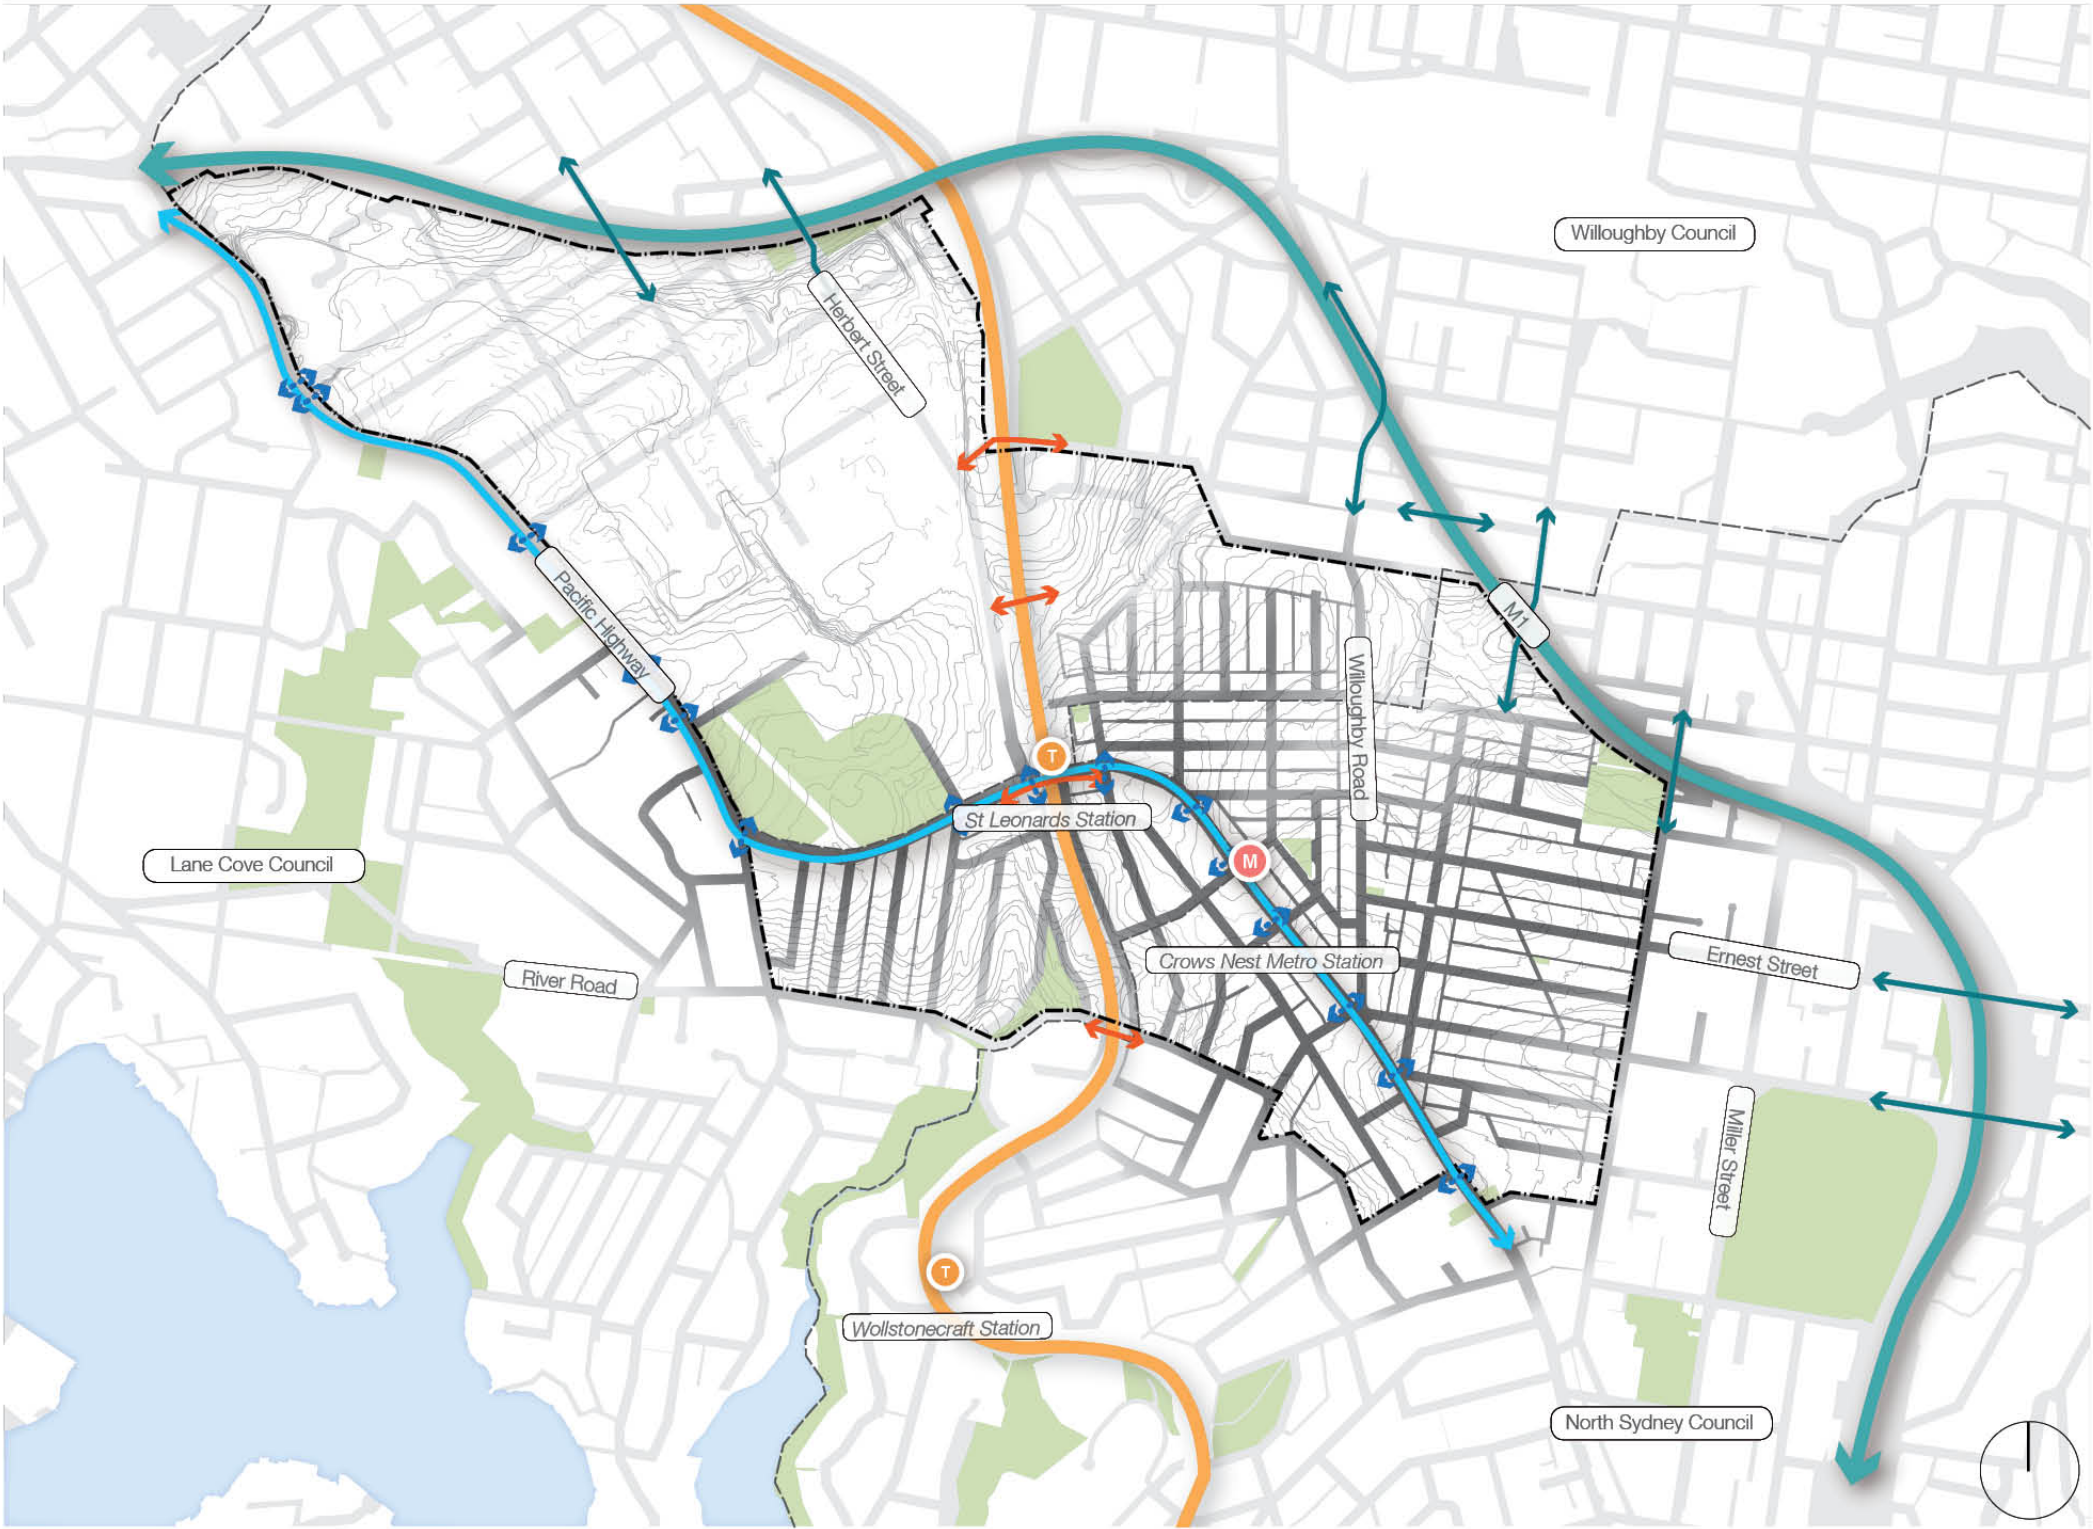 Willoughby Council
Herbert Street
Pacific Highway
M1
Willoughby Road
T
St Leonards Station
M
Lane Cove Council
Crows Nest Metro Station
Ernest Street
River Road
Miller Street
T
Wollstonecraft Station
North Sydney Council